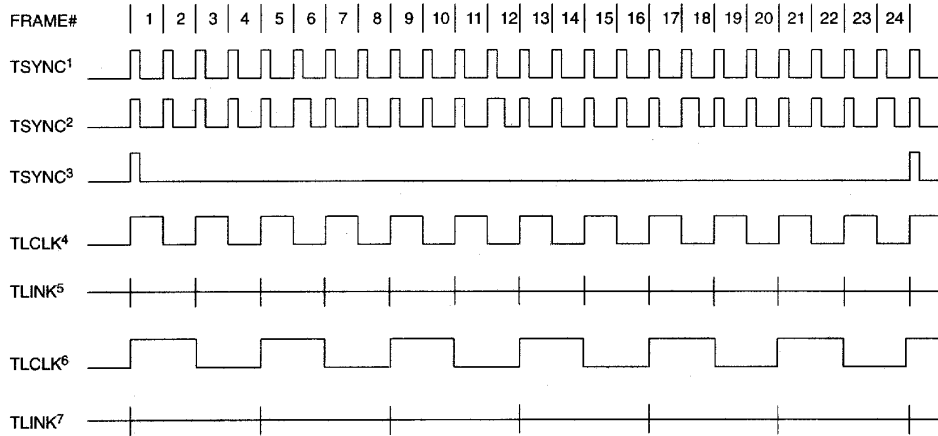 FRAME# 1 2 3 4 5 6 7 8 9 10 11 12 13 14 15 16 17 18 19 20 21 22 23 24
TSYNC¹
TSYNC²
TSYNC³
TLCLK⁴
TLINK⁵
TLCLK⁶
TLINK⁷